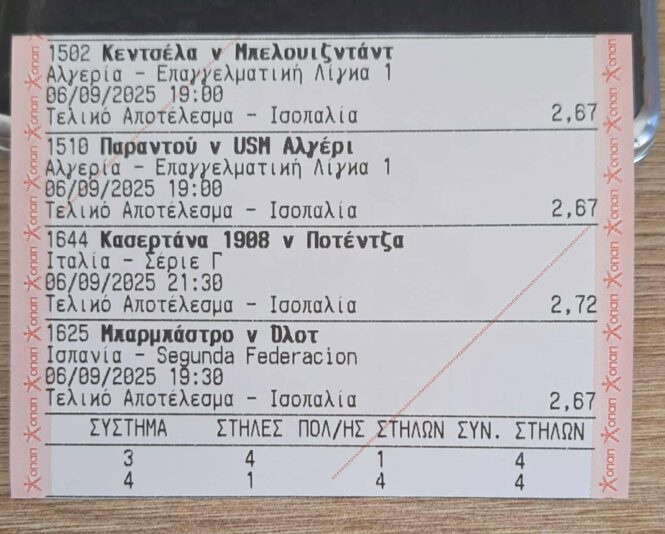 1502 Κεντσέλα v Μπελουιζντάντ
Αλγερία - Επαγγελματική Λίγκα 1
06/09/2025 19:00
Τελικό Αποτέλεσμα - Ισοπαλία 2,67
1510 Παραντού v USM Αλγέρι
Αλγερία - Επαγγελματική Λίγκα 1
06/09/2025 19:00
Τελικό Αποτέλεσμα - Ισοπαλία 2,67
1644 Κασερτάνα 1908 v Ποτέντζα
Ιταλία - Σέριε Γ
06/09/2025 21:30
Τελικό Αποτέλεσμα - Ισοπαλία 2,72
1625 Μπαρμπάστρο v Όλοτ
Ισπανία - Segunda Federacion
06/09/2025 19:30
Τελικό Αποτέλεσμα - Ισοπαλία 2,67
ΣΥΣΤΗΜΑ ΣΤΗΛΕΣ ΠΟΛ/ΗΣ ΣΤΗΛΩΝ ΣΥΝ. ΣΤΗΛΩΝ
3 4 1 4
4 1 4 4